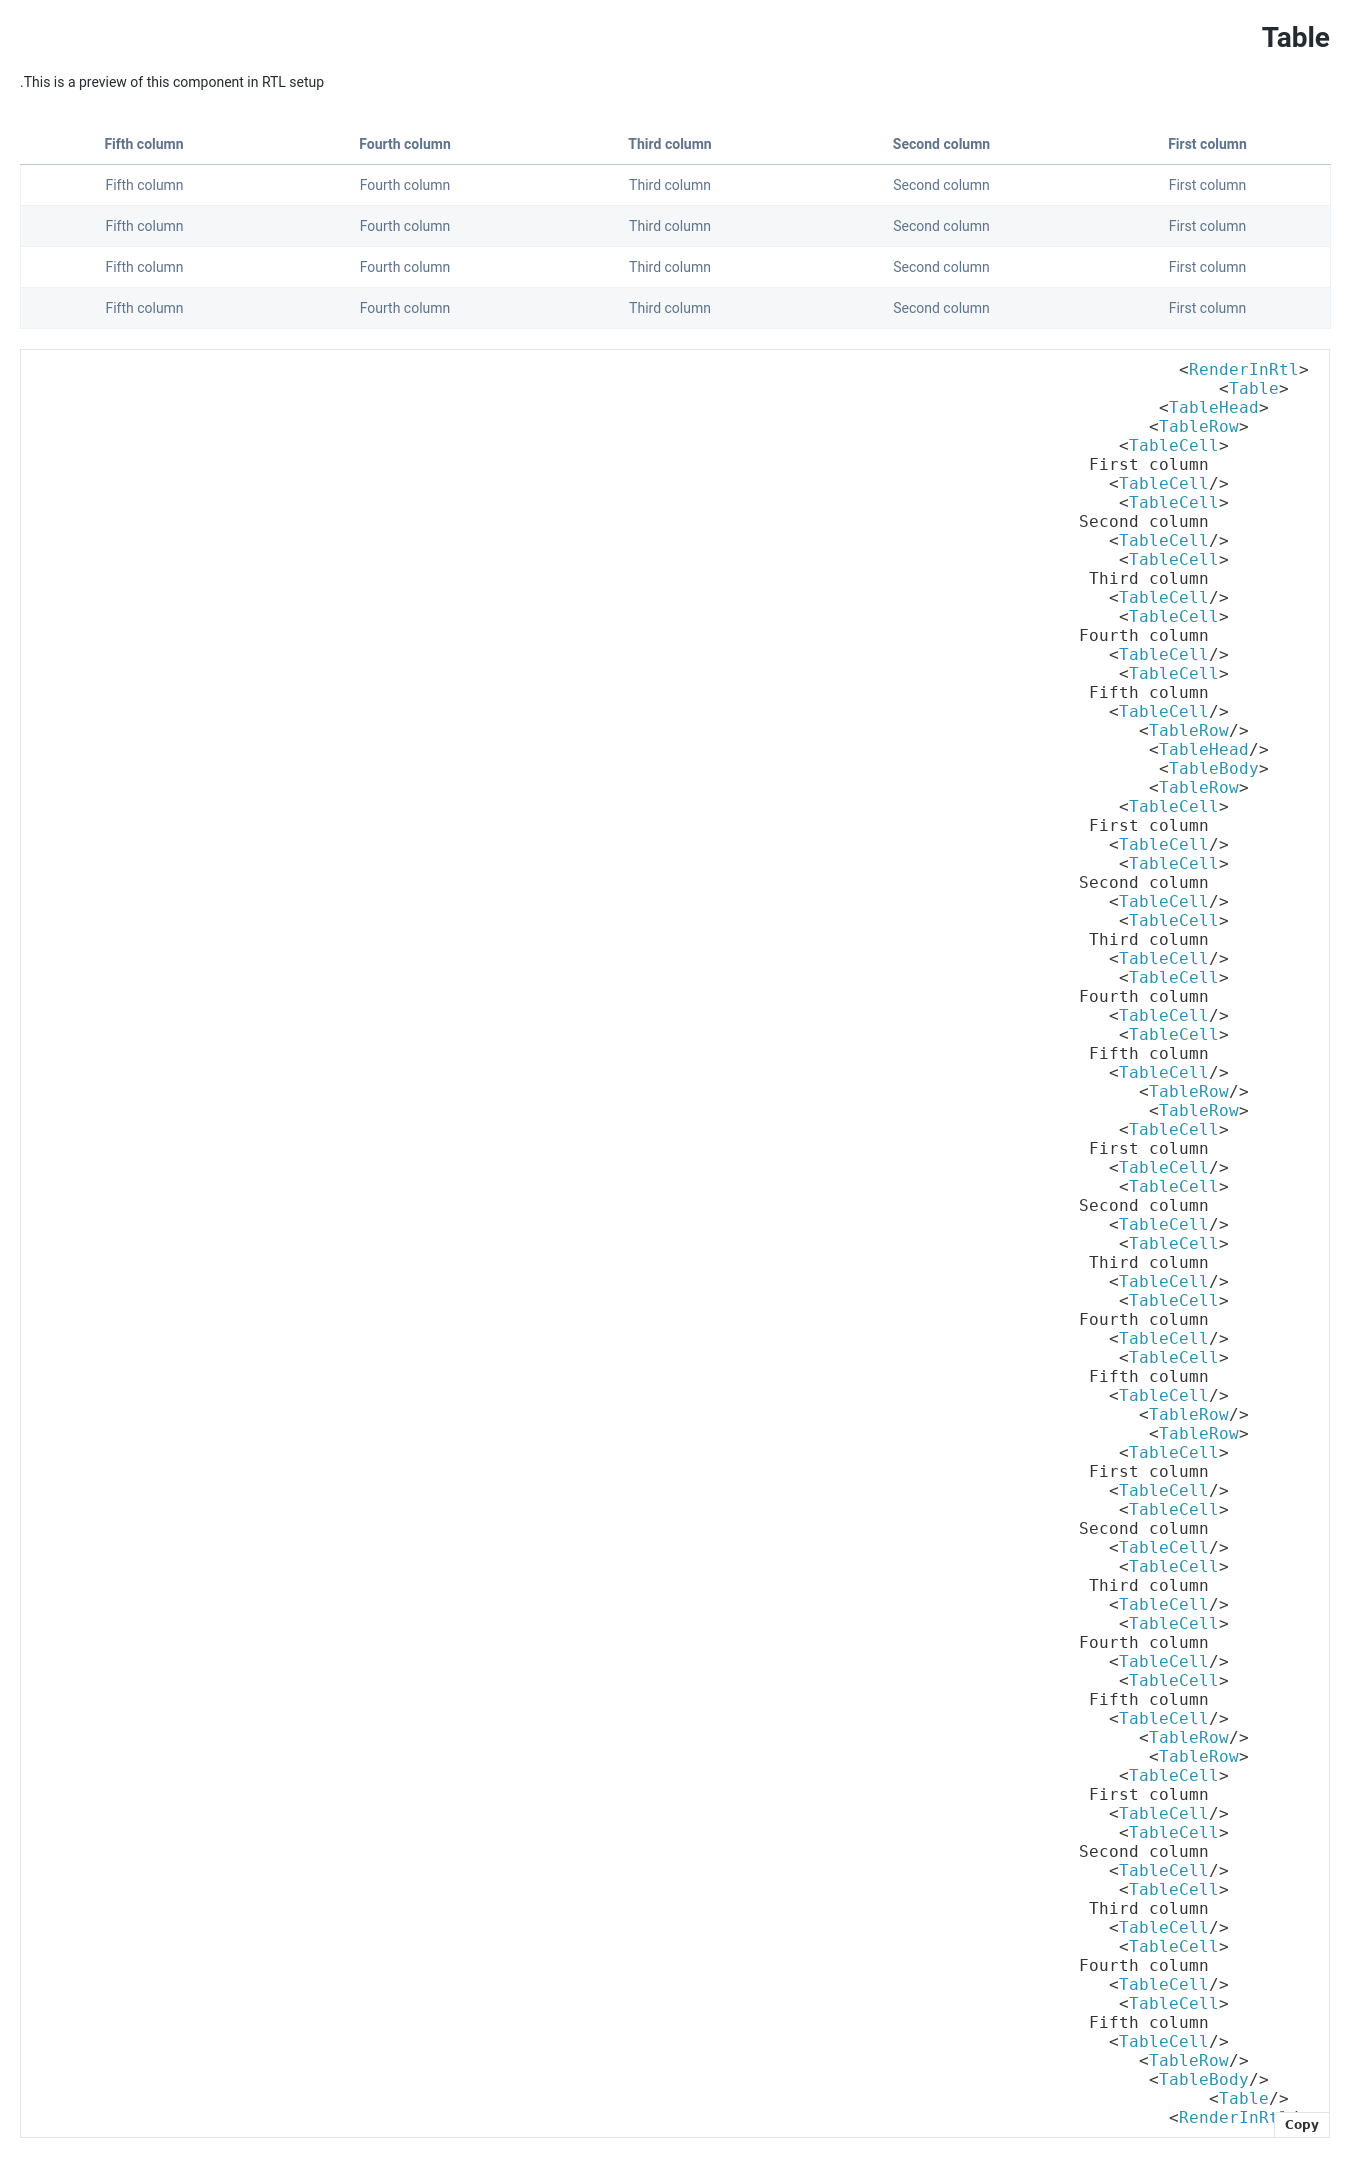 Table
.This is a preview of this component in RTL setup
Fifth column Fourth column Third column Second column First column
Fifth column Fourth column Third column Second column First column
Fifth column Fourth column Third column Second column First column
Fifth column Fourth column Third column Second column First column
Fifth column Fourth column Third column Second column First column
<RenderInRtl>
<Table>
<TableHead>
<TableRow>
<TableCell>
First column
<TableCell/>
<TableCell>
Second column
<TableCell/>
<TableCell>
Third column
<TableCell/>
<TableCell>
Fourth column
<TableCell/>
<TableCell>
Fifth column
<TableCell/>
<TableRow/>
<TableHead/>
<TableBody>
<TableRow>
<TableCell>
First column
<TableCell/>
<TableCell>
Second column
<TableCell/>
<TableCell>
Third column
<TableCell/>
<TableCell>
Fourth column
<TableCell/>
<TableCell>
Fifth column
<TableCell/>
<TableRow/>
<TableRow>
<TableCell>
First column
<TableCell/>
<TableCell>
Second column
<TableCell/>
<TableCell>
Third column
<TableCell/>
<TableCell>
Fourth column
<TableCell/>
<TableCell>
Fifth column
<TableCell/>
<TableRow/>
<TableRow>
<TableCell>
First column
<TableCell/>
<TableCell>
Second column
<TableCell/>
<TableCell>
Third column
<TableCell/>
<TableCell>
Fourth column
<TableCell/>
<TableCell>
Fifth column
<TableCell/>
<TableRow/>
<TableRow>
<TableCell>
First column
<TableCell/>
<TableCell>
Second column
<TableCell/>
<TableCell>
Third column
<TableCell/>
<TableCell>
Fourth column
<TableCell/>
<TableCell>
Fifth column
<TableCell/>
<TableRow/>
<TableBody/>
<Table/>
<RenderInRt
Copy